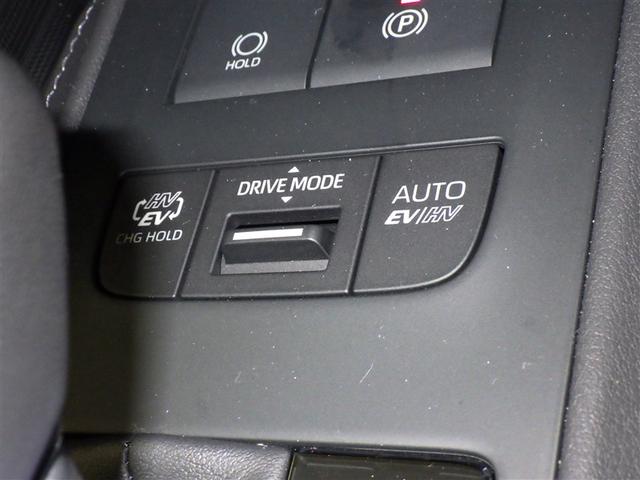 HOLD
P
HV
EV
CHG HOLD
DRIVE MODE
AUTO
EV/HV